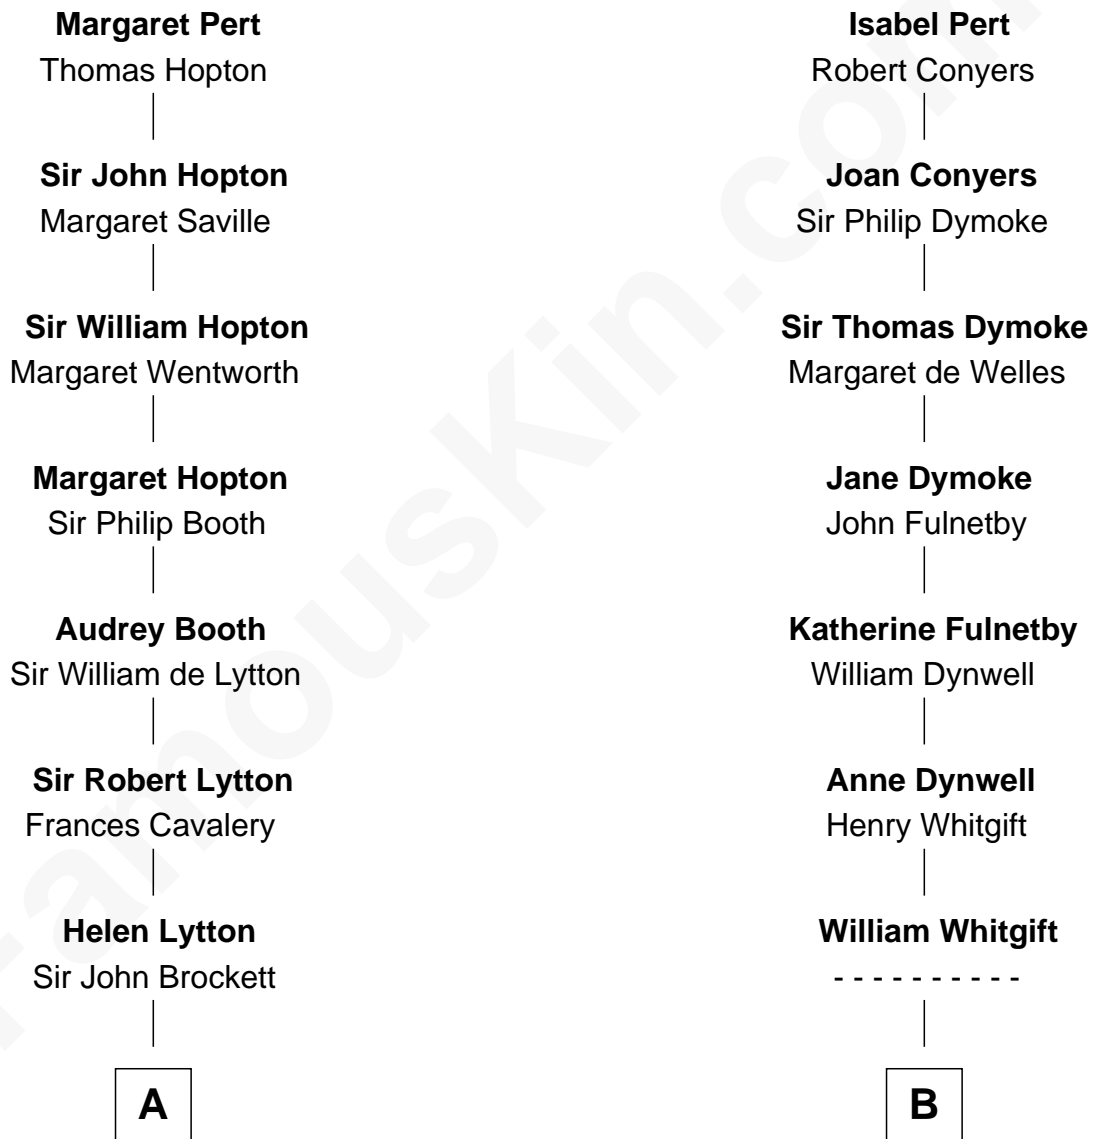 Margaret Pert
Thomas Hopton
Sir John Hopton
Margaret Saville
Sir William Hopton
Margaret Wentworth
Margaret Hopton
Sir Philip Booth
Audrey Booth
Sir William de Lytton
Sir Robert Lytton
Frances Cavalery
Helen Lytton
Sir John Brockett
A
Isabel Pert
Robert Conyers
Joan Conyers
Sir Philip Dymoke
Sir Thomas Dymoke
Margaret de Welles
Jane Dymoke
John Fulnetby
Katherine Fulnetby
William Dynwell
Anne Dynwell
Henry Whitgift
William Whitgift
- - - - - - - - - -
B
FamousKin.com